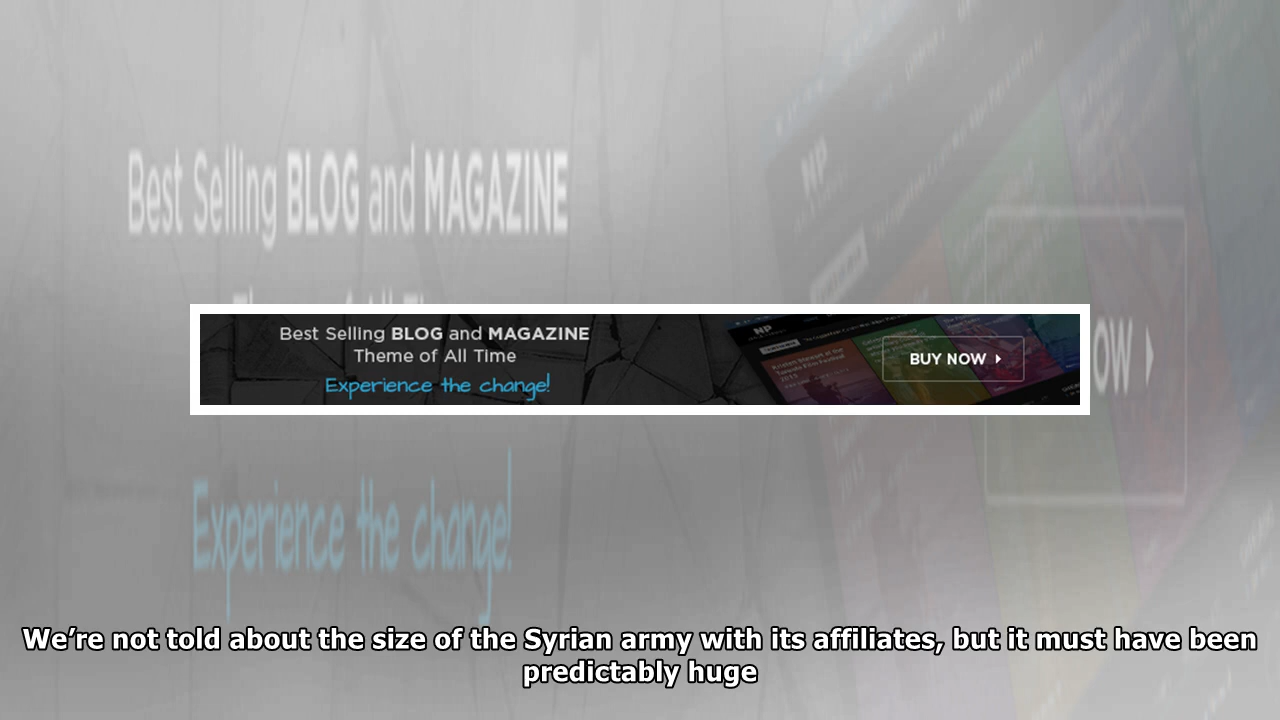 Best Selling BLOG and MAGAZINE
Best Selling BLOG and MAGAZINE
Theme of All Time
Experience the change!
NP
BUY NOW
NP
OW
Experience the change!
We’re not told about the size of the Syrian army with its affiliates, but it must have been
predictably huge